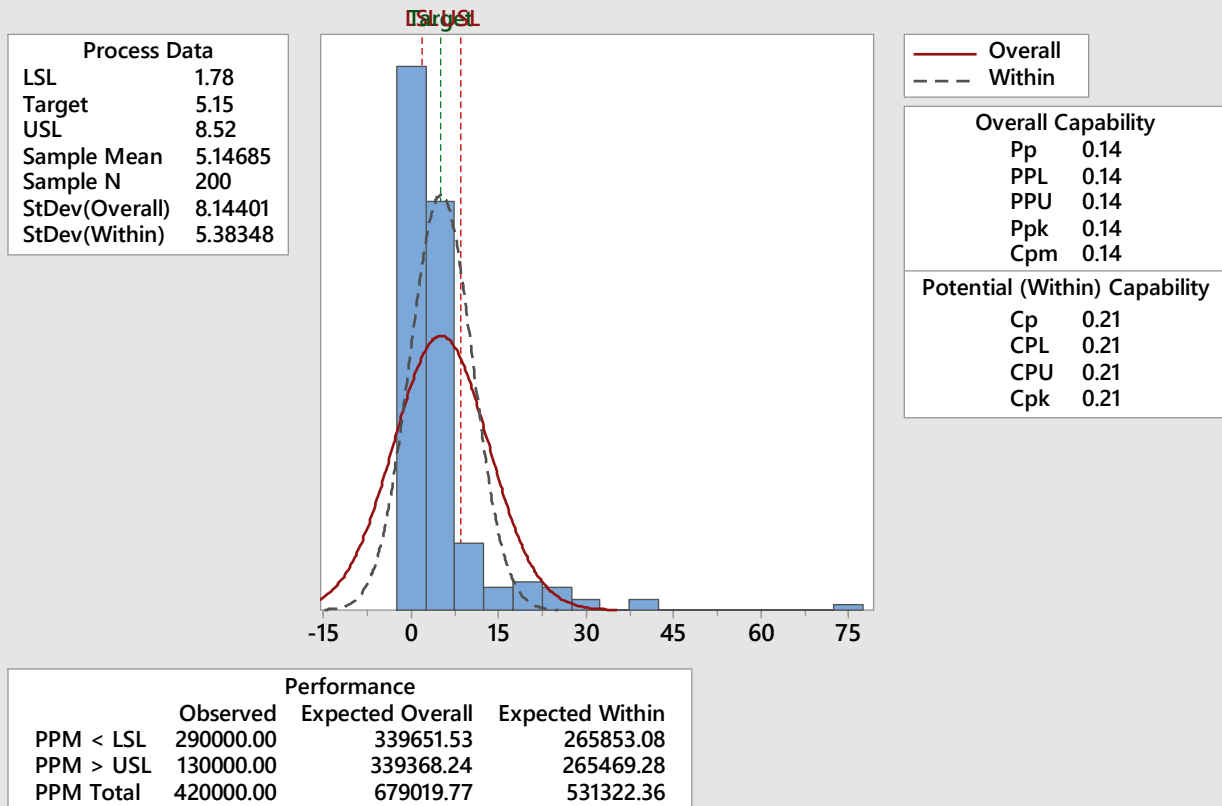 LSL Target USL
Process Data
LSL 1.78
Target 5.15
USL 8.52
Sample Mean 5.14685
Sample N 200
StDev(Overall) 8.14401
StDev(Within) 5.38348
Overall
Within
Overall Capability
Pp 0.14
PPL 0.14
PPU 0.14
Ppk 0.14
Cpm 0.14
Potential (Within) Capability
Cp 0.21
CPL 0.21
CPU 0.21
Cpk 0.21
-15 0 15 30 45 60 75
Performance
Observed Expected Overall Expected Within
PPM < LSL 290000.00 339651.53 265853.08
PPM > USL 130000.00 339368.24 265469.28
PPM Total 420000.00 679019.77 531322.36